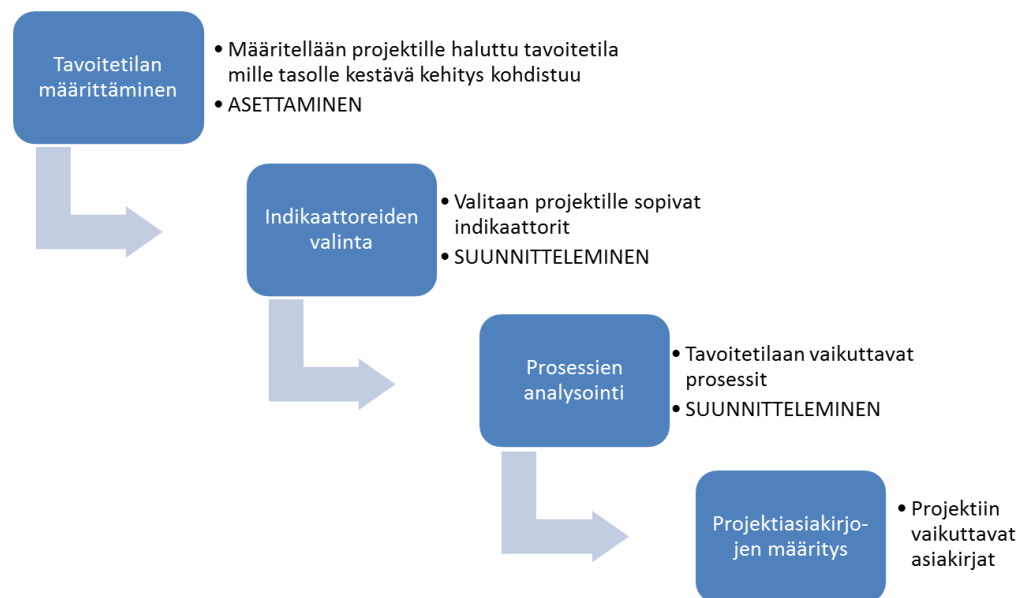 Tavoitetilan
määrittäminen
• Määritellään projektille haluttu tavoitetila
mille tasolle kestävä kehitys kohdistuu
• ASETTAMINEN
Indikaattoreiden
valinta
• Valitaan projektille sopivat
indikaattorit
• SUUNNITTELEMINEN
Prosessien
analysointi
• Tavoitetilaan vaikuttavat
prosessit
• SUUNNITTELEMINEN
Projektiasiakirjo-
jen määritys
• Projektiin
vaikuttavat
asiakirjat